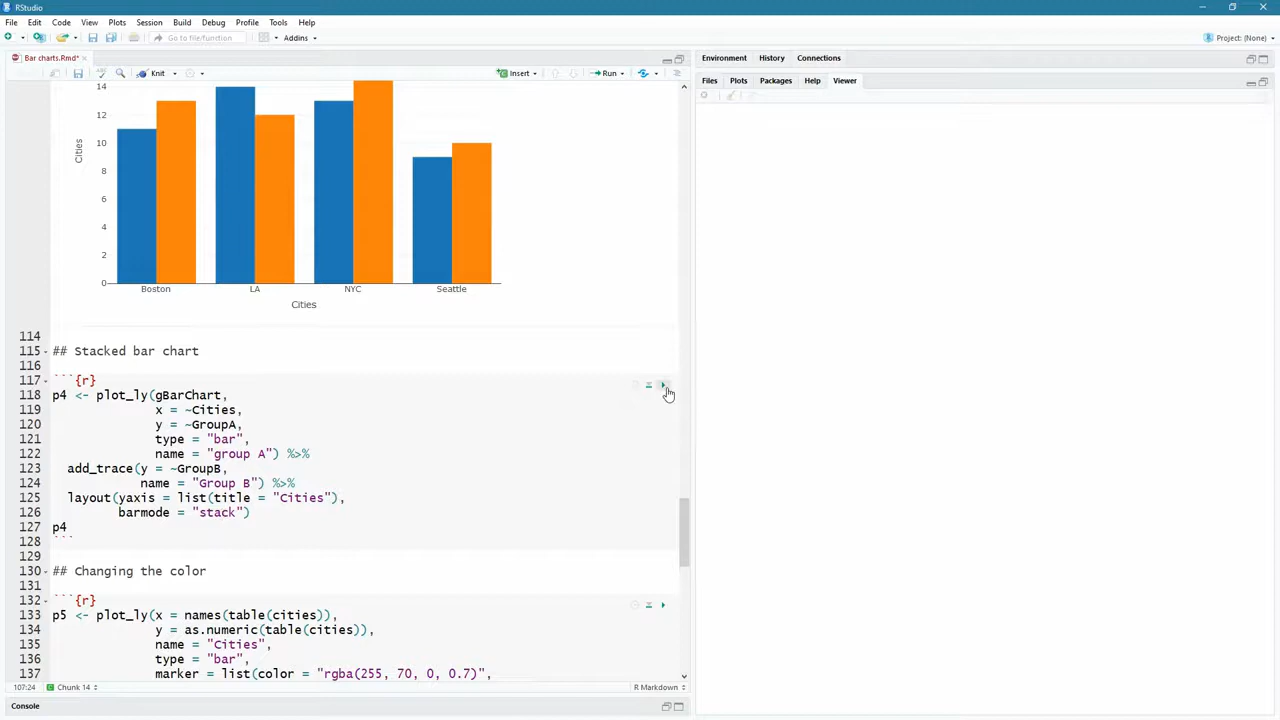 RStudio
File Edit Code View Plots Session Build Debug Profile Tools Help
Go to file/function Addins Project: (None)
Bar charts.Rmd*
Knit Insert Run
Environment History Connections
Files Plots Packages Help Viewer
14
12
10
8
6
4
2
0
Cities
Boston LA NYC Seattle
Cities
114
115 ## Stacked bar chart
116
117 ```{r}
118 p4 <- plot_ly(gBarChart,
119 x = ~Cities,
120 y = ~GroupA,
121 type = "bar",
122 name = "group A") %>%
123 add_trace(y = ~GroupB,
124 name = "Group B") %>%
125 layout(yaxis = list(title = "Cities"),
126 barmode = "stack")
127 p4
128 ```
129
130 ## Changing the color
131
132 ```{r}
133 p5 <- plot_ly(x = names(table(cities)),
134 y = as.numeric(table(cities)),
135 name = "Cities",
136 type = "bar",
137 marker = list(color = "rgba(255, 70, 0, 0.7)",
107:24 Chunk 14 R Markdown
Console